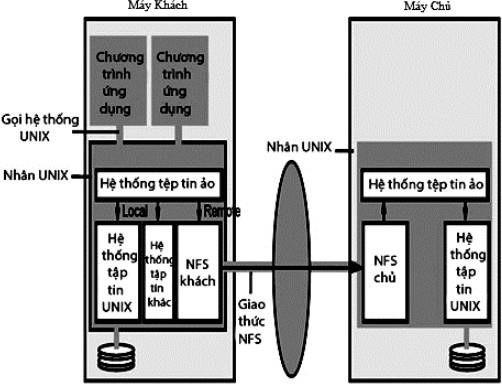 Máy Khách
Máy Chủ
Chương
trình
ứng
dụng
Chương
trình
ứng
dụng
Gọi hệ thống
UNIX
Nhân UNIX
Nhân UNIX
Hệ thống tệp tin ảo
Hệ thống tệp tin ảo
Local
Remote
Hệ
thống
tập
tin
UNIX
Hệ
thống
tập
tin
khác
NFS
khách
Giao
thức
NFS
NFS
chủ
Hệ
thống
tập
tin
UNIX